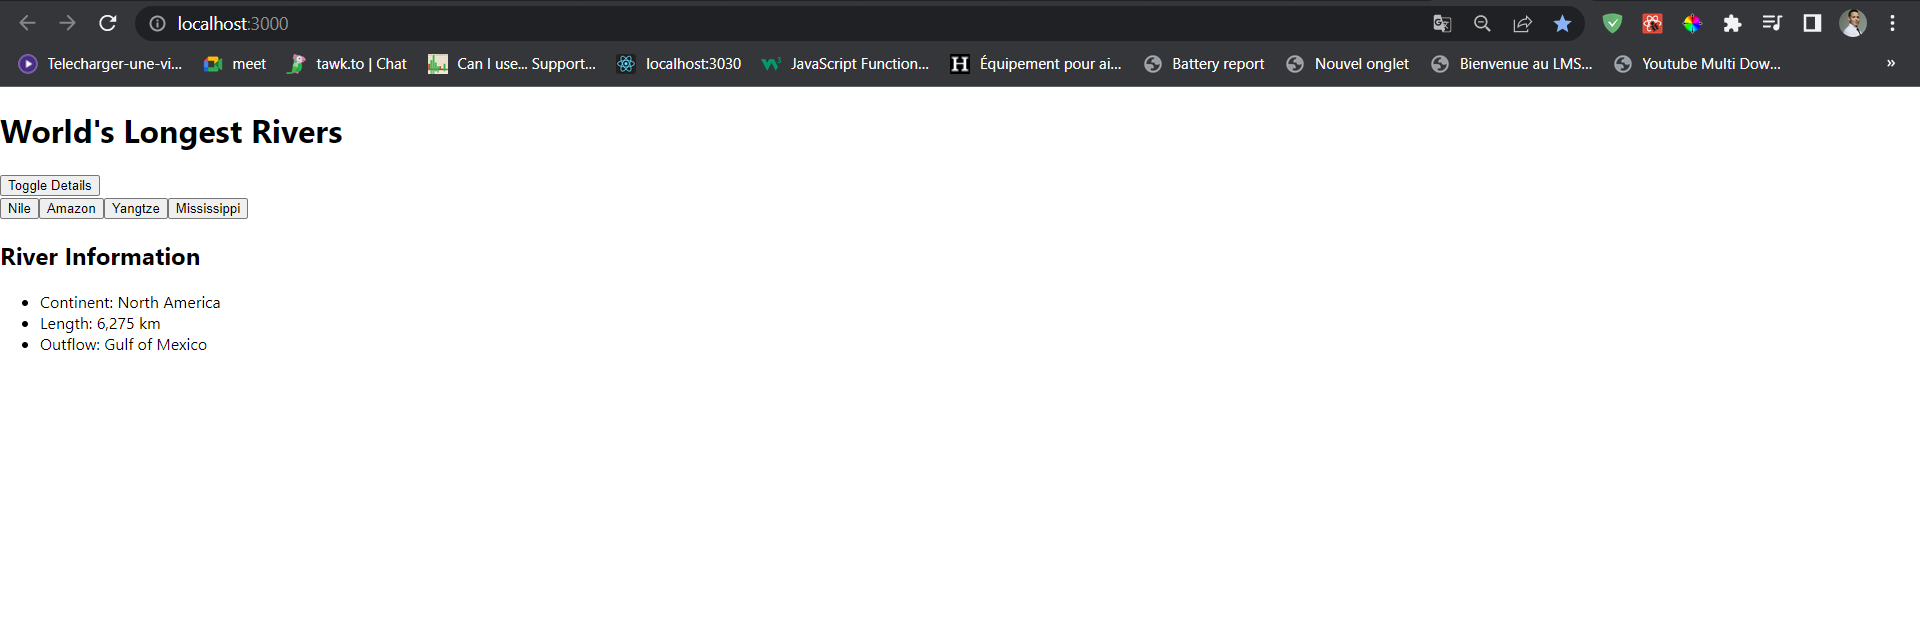 localhost:3000
Telecharger-une-vi... meet tawk.to | Chat Can I use... Support... localhost:3030 JavaScript Function... Équipement pour ai... Battery report Nouvel onglet Bienvenue au LMS... Youtube Multi Dow... »
World's Longest Rivers
Toggle Details
Nile Amazon Yangtze Mississippi
River Information
• Continent: North America
• Length: 6,275 km
• Outflow: Gulf of Mexico